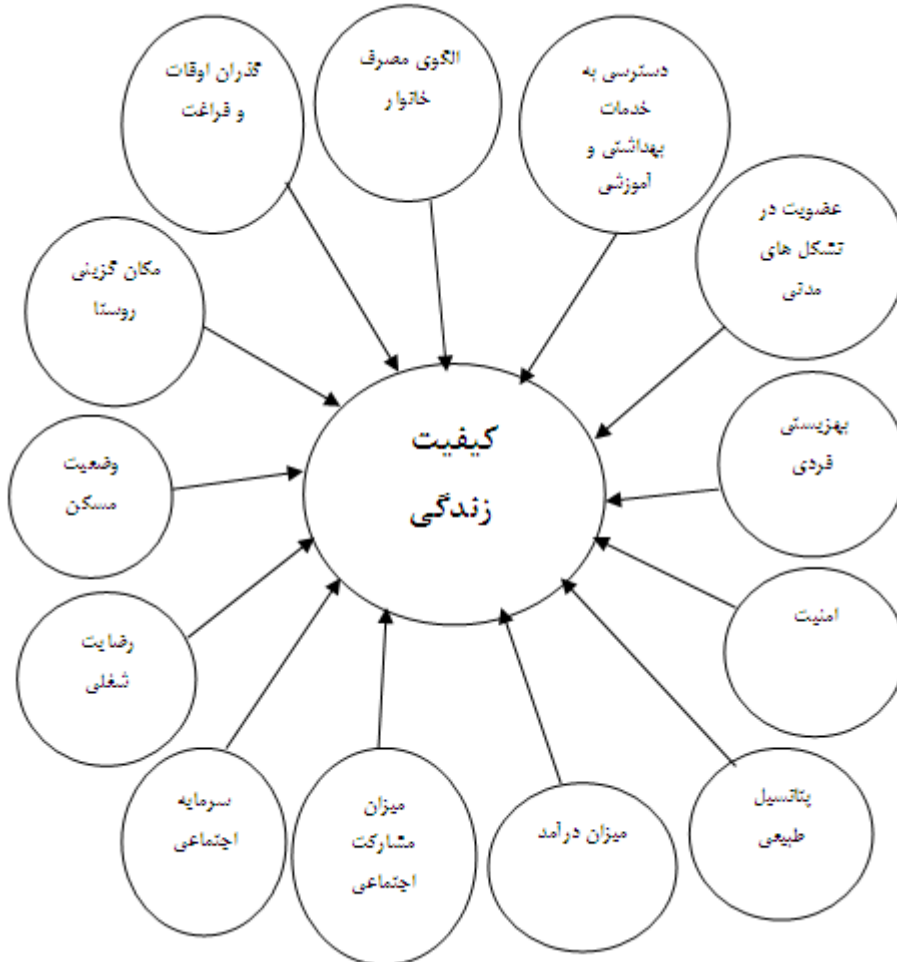 گذران اوقات
و فراغت
الگوی مصرف
خانوار
دسترسی به
خدمات
بهداشتی و
آموزشی
عضویت در
تشکل های
مدنی
مکان گزینی
روستا
بهزیستی
فردی
کیفیت
زندگی
وضعیت
مسکن
امنیت
رضایت
شغلی
سرمایه
اجتماعی
میزان
مشارکت
اجتماعی
میزان درآمد
پتانسیل
طبیعی